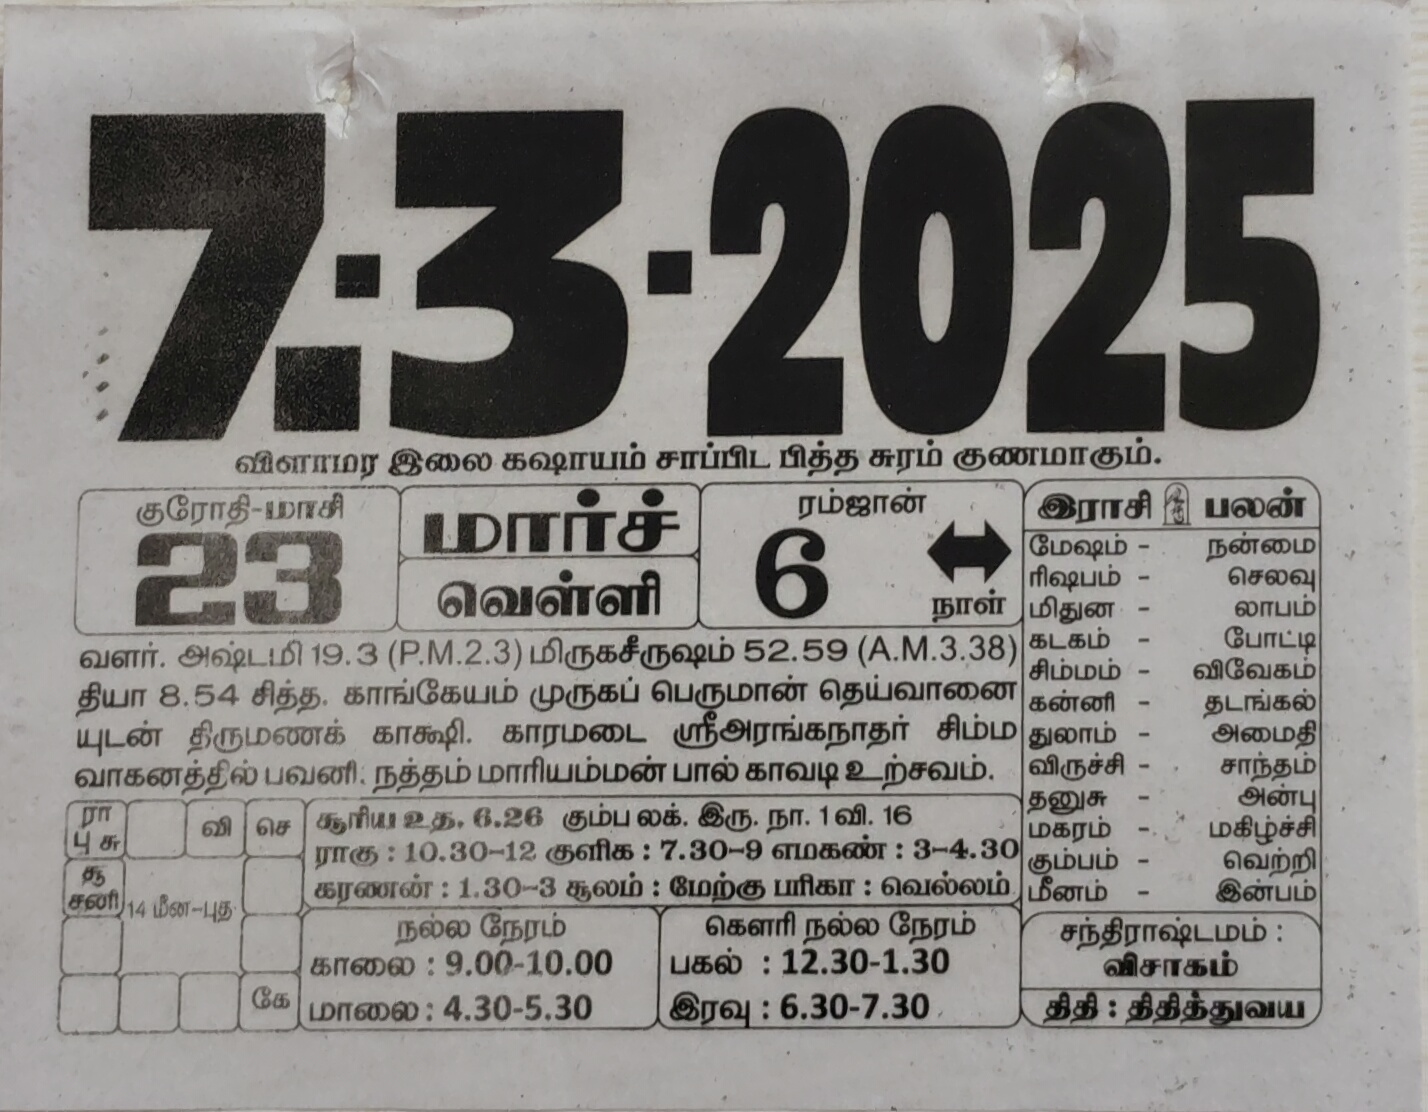 7.3.2025
விளாமர இலை கஷாயம் சாப்பிட பித்த சுரம் குணமாகும்.
குரோதி-மாசி
23
மார்ச்
வெள்ளி
ரம்ஜான்
6
நாள்
வளர். அஷ்டமி 19.3 (P.M.2.3) மிருகசீருஷம் 52.59 (A.M.3.38)
தியா 8.54 சித்த. காங்கேயம் முருகப் பெருமான் தெய்வானை
யுடன் திருமணக் காக்ஷி. காரமடை ஸ்ரீஅரங்கநாதர் சிம்ம
வாகனத்தில் பவனி. நத்தம் மாரியம்மன் பால் காவடி உற்சவம்.
இராசி பலன்
மேஷம் - நன்மை
ரிஷபம் - செலவு
மிதுன - லாபம்
கடகம் - போட்டி
சிம்மம் - விவேகம்
கன்னி - தடங்கல்
துலாம் - அமைதி
விருச்சி - சாந்தம்
தனுசு - அன்பு
மகரம் - மகிழ்ச்சி
கும்பம் - வெற்றி
மீனம் - இன்பம்
ரா
பு சு
வி
செ
சூ
சனி
14 மீன-புத
கே
சூரிய உத. 6.26 கும்ப லக். இரு. நா. 1 வி. 16
ராகு : 10.30-12 குளிக : 7.30-9 எமகண் : 3-4.30
கரணன் : 1.30-3 சூலம் : மேற்கு பரிகா : வெல்லம்
நல்ல நேரம்
காலை : 9.00-10.00
மாலை : 4.30-5.30
கௌரி நல்ல நேரம்
பகல் : 12.30-1.30
இரவு : 6.30-7.30
சந்திராஷ்டமம் :
விசாகம்
திதி : திதித்துவய